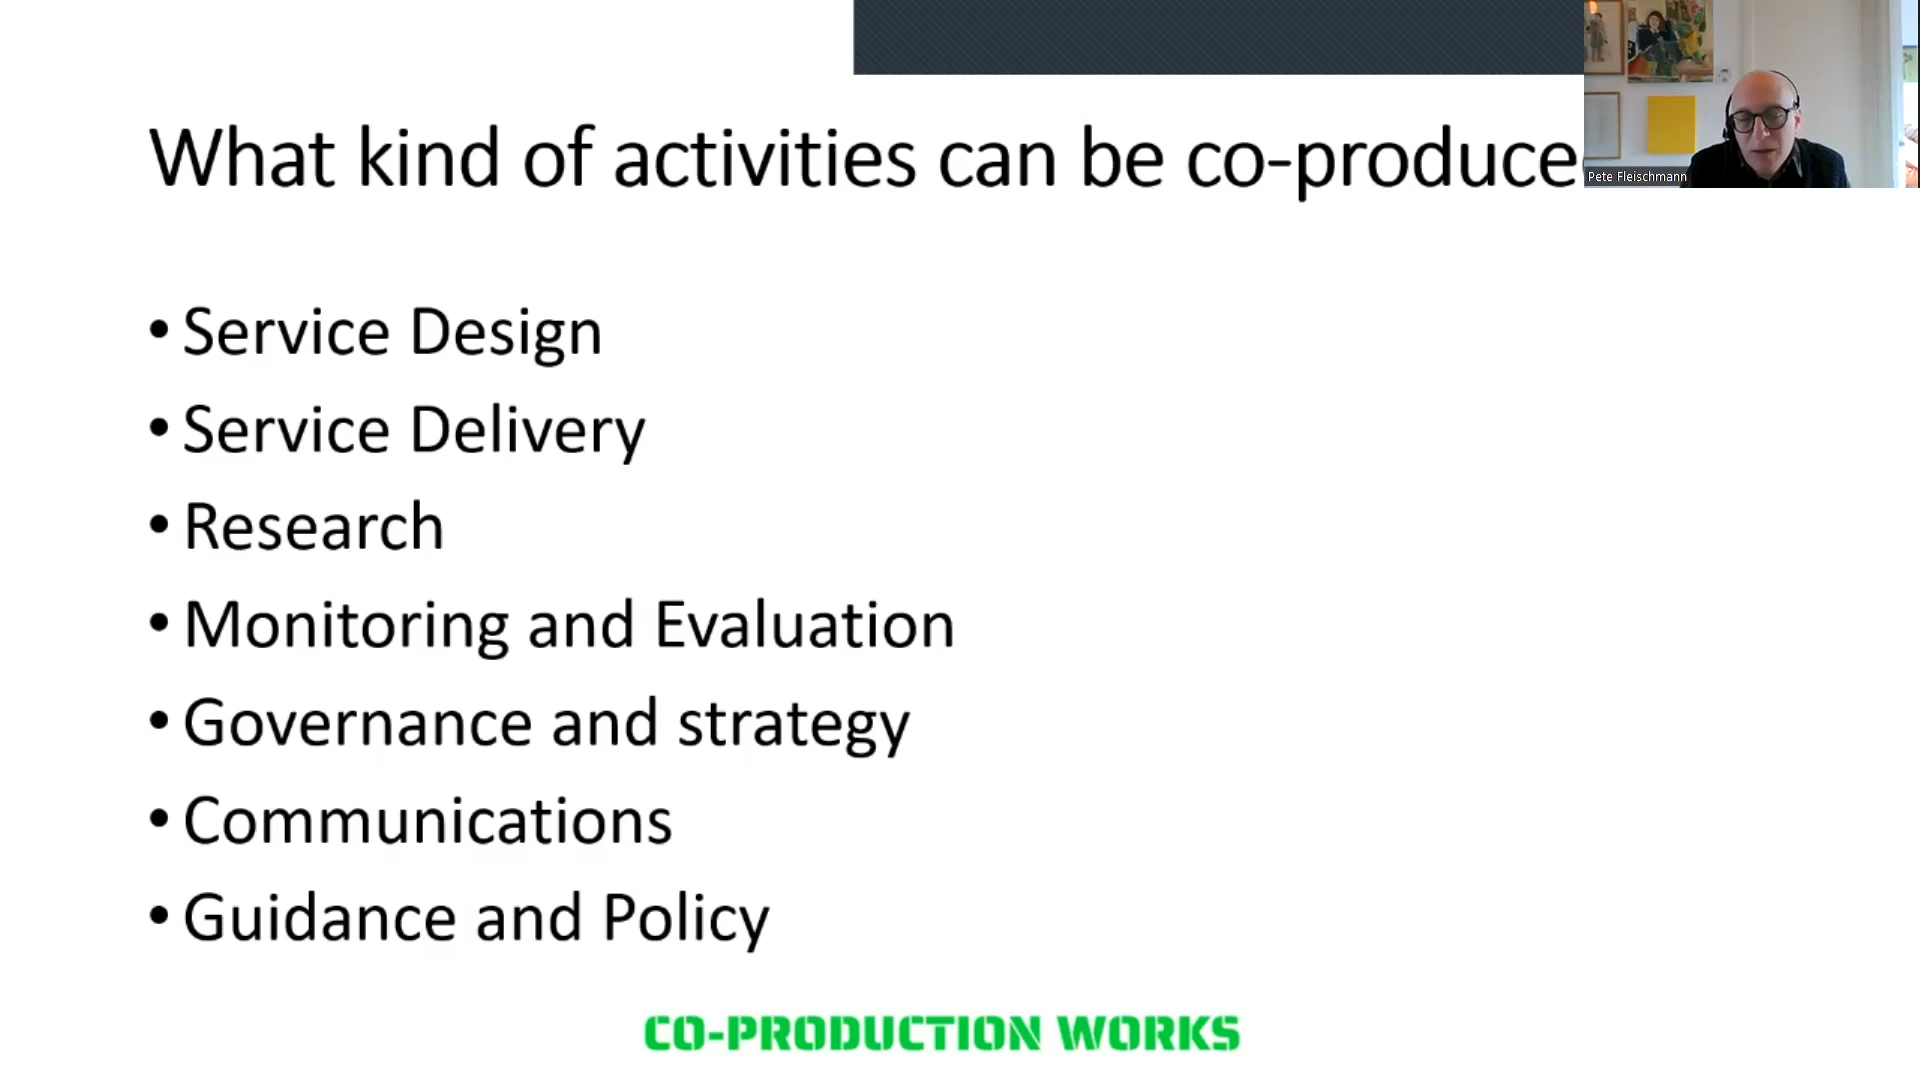 What kind of activities can be co-produce
Pete Fleischmann
• Service Design
• Service Delivery
• Research
• Monitoring and Evaluation
• Governance and strategy
• Communications
• Guidance and Policy
CO-PRODUCTION WORKS